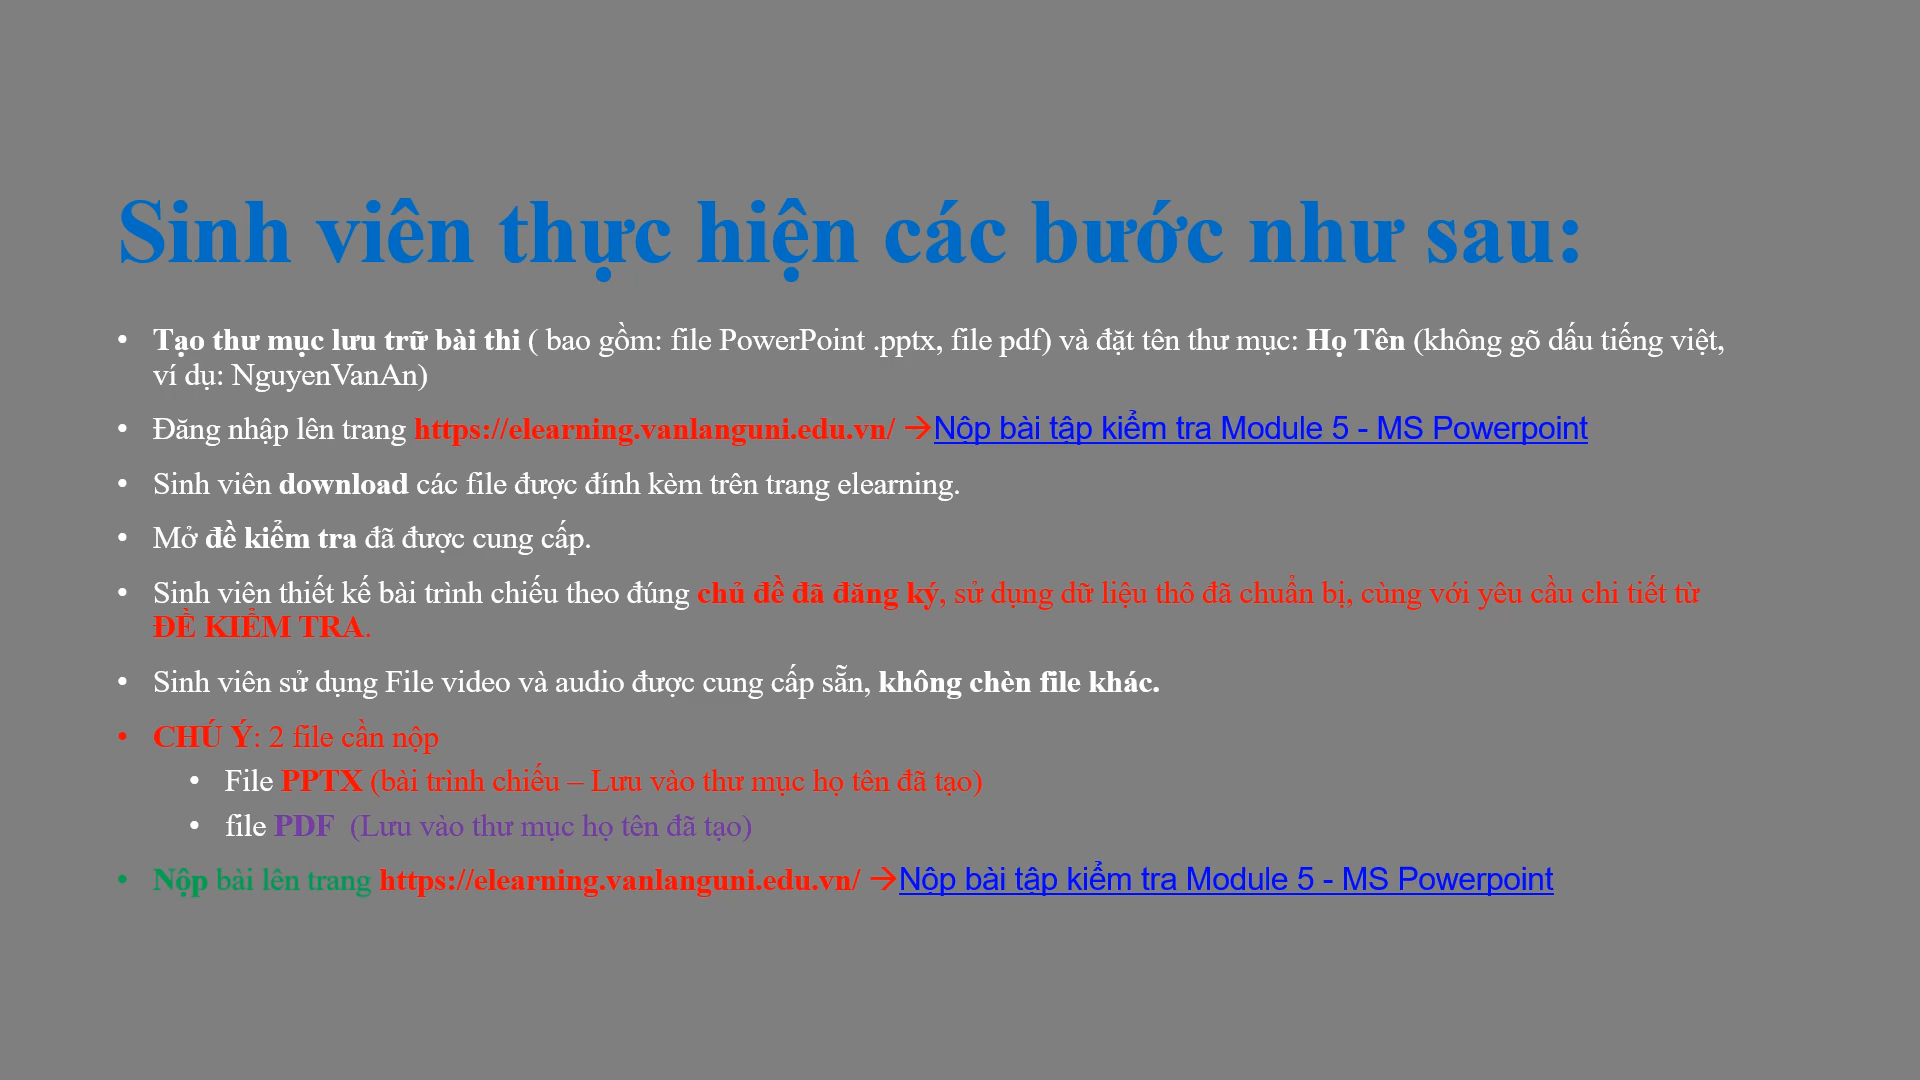 Sinh viên thực hiện các bước như sau:
• Tạo thư mục lưu trữ bài thi ( bao gồm: file PowerPoint .pptx, file pdf) và đặt tên thư mục: Họ Tên (không gõ dấu tiếng việt,
ví dụ: NguyenVanAn)
• Đăng nhập lên trang https://elearning.vanlanguni.edu.vn/ →Nộp bài tập kiểm tra Module 5 - MS Powerpoint
• Sinh viên download các file được đính kèm trên trang elearning.
• Mở đề kiểm tra đã được cung cấp.
• Sinh viên thiết kế bài trình chiếu theo đúng chủ đề đã đăng ký, sử dụng dữ liệu thô đã chuẩn bị, cùng với yêu cầu chi tiết từ
ĐỀ KIỂM TRA.
• Sinh viên sử dụng File video và audio được cung cấp sẵn, không chèn file khác.
• CHÚ Ý: 2 file cần nộp
• File PPTX (bài trình chiếu – Lưu vào thư mục họ tên đã tạo)
• file PDF  (Lưu vào thư mục họ tên đã tạo)
• Nộp bài lên trang https://elearning.vanlanguni.edu.vn/ →Nộp bài tập kiểm tra Module 5 - MS Powerpoint